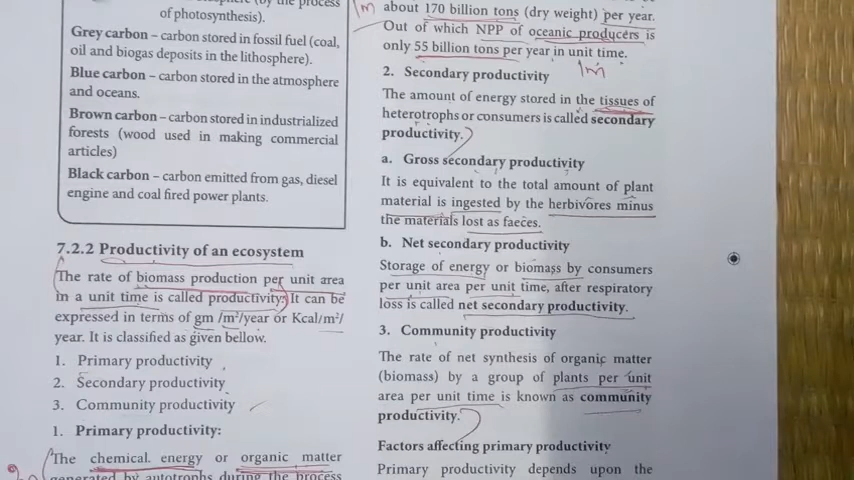 of photosynthesis).
Grey carbon – carbon stored in fossil fuel (coal,
oil and biogas deposits in the lithosphere).
Blue carbon – carbon stored in the atmosphere
and oceans.
Brown carbon – carbon stored in industrialized
forests (wood used in making commercial
articles)
Black carbon – carbon emitted from gas, diesel
engine and coal fired power plants.
7.2.2 Productivity of an ecosystem
The rate of biomass production per unit area
in a unit time is called productivity. It can be
expressed in terms of gm /m²/year or Kcal/m²/
year. It is classified as given bellow.
1. Primary productivity
2. Secondary productivity
3. Community productivity
1. Primary productivity:
The chemical energy or organic matter
generated by autotrophs during the process
1m
about 170 billion tons (dry weight) per year.
Out of which NPP of oceanic producers is
only 55 billion tons per year in unit time.
1m
2. Secondary productivity
The amount of energy stored in the tissues of
heterotrophs or consumers is called secondary
productivity.
a. Gross secondary productivity
It is equivalent to the total amount of plant
material is ingested by the herbivores minus
the materials lost as faeces.
b. Net secondary productivity
Storage of energy or biomass by consumers
per unit area per unit time, after respiratory
loss is called net secondary productivity.
3. Community productivity
The rate of net synthesis of organic matter
(biomass) by a group of plants per unit
area per unit time is known as community
productivity.
Factors affecting primary productivity
Primary productivity depends upon the